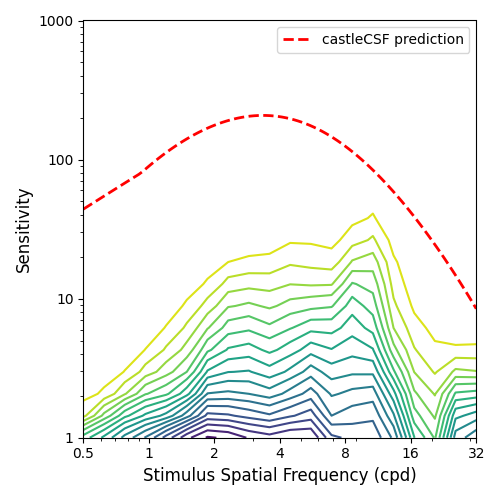 1000
castleCSF prediction
100
Sensitivity
10
1
0.5 1 2 4 8 16 32
Stimulus Spatial Frequency (cpd)